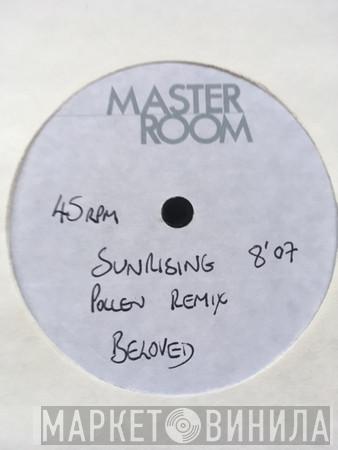 MASTER
ROOM
45RPM
SUNRISING 8'07
POLLEN REMIX
BELOVED
МАРКЕТ ВИНИЛА